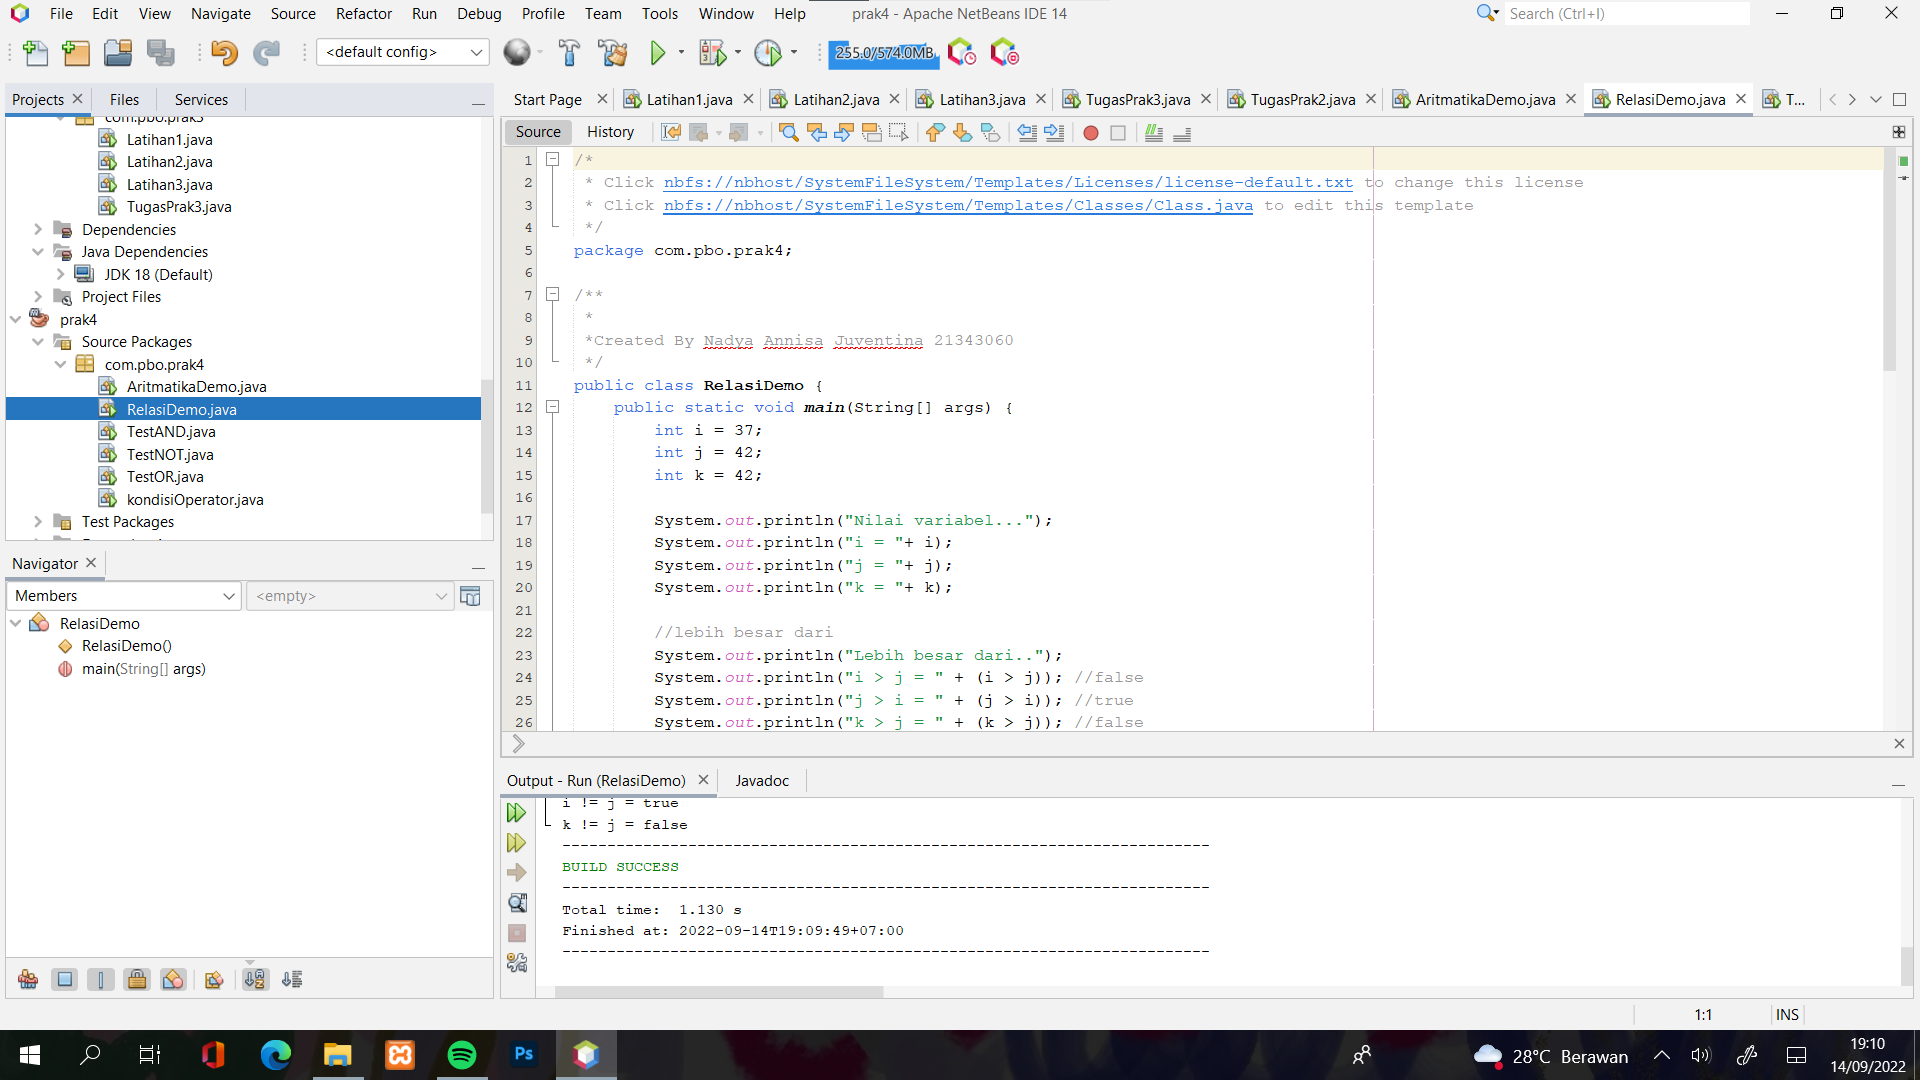 File Edit View Navigate Source Refactor Run Debug Profile Team Tools Window Help prak4 - Apache NetBeans IDE 14 Search (Ctrl+I)
<default config> 255.0/574.0MB
Projects Files Services
Start Page Latihan1.java Latihan2.java Latihan3.java TugasPrak3.java TugasPrak2.java AritmatikaDemo.java RelasiDemo.java T...
com.pbo.prak3
Latihan1.java
Latihan2.java
Latihan3.java
TugasPrak3.java
Dependencies
Java Dependencies
JDK 18 (Default)
Project Files
prak4
Source Packages
com.pbo.prak4
AritmatikaDemo.java
RelasiDemo.java
TestAND.java
TestNOT.java
TestOR.java
kondisiOperator.java
Test Packages
Navigator
Members <empty>
RelasiDemo
RelasiDemo()
main(String[] args)
Source History
1 /*
2 * Click nbfs://nbhost/SystemFileSystem/Templates/Licenses/license-default.txt to change this license
3 * Click nbfs://nbhost/SystemFileSystem/Templates/Classes/Class.java to edit this template
4 */
5 package com.pbo.prak4;
6
7 /**
8 *
9 *Created By Nadya Annisa Juventina 21343060
10 */
11 public class RelasiDemo {
12 public static void main(String[] args) {
13 int i = 37;
14 int j = 42;
15 int k = 42;
16
17 System.out.println("Nilai variabel...");
18 System.out.println("i = "+ i);
19 System.out.println("j = "+ j);
20 System.out.println("k = "+ k);
21
22 //lebih besar dari
23 System.out.println("Lebih besar dari..");
24 System.out.println("i > j = " + (i > j)); //false
25 System.out.println("j > i = " + (j > i)); //true
26 System.out.println("k > j = " + (k > j)); //false
Output - Run (RelasiDemo) Javadoc
i != j = true
k != j = false
------------------------------------------------------------------------
BUILD SUCCESS
------------------------------------------------------------------------
Total time: 1.130 s
Finished at: 2022-09-14T19:09:49+07:00
------------------------------------------------------------------------
1:1 INS
Ps
28°C Berawan
19:10
14/09/2022